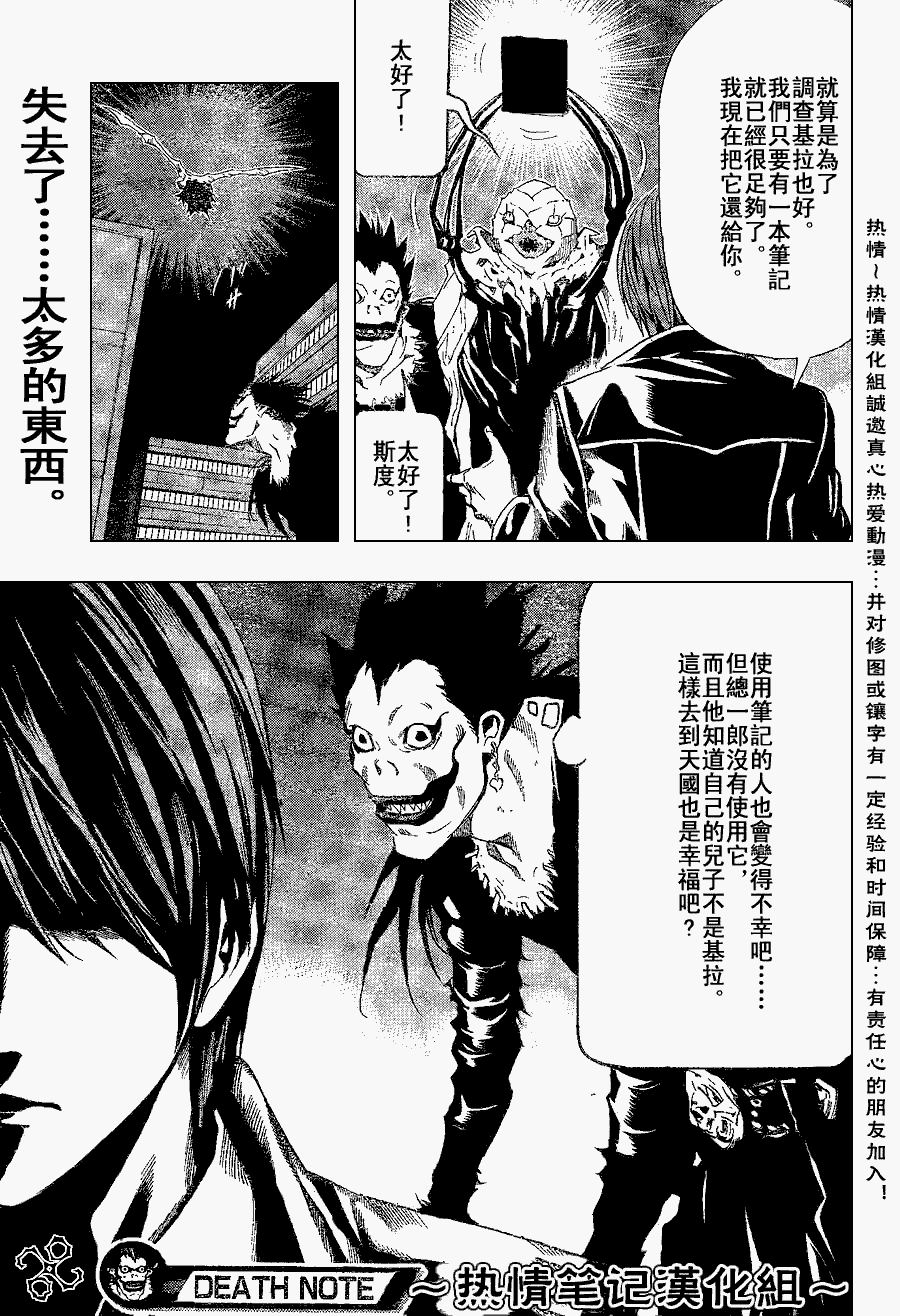 就算是為了
調查基拉也好。
我們只要有一本筆記
就已經很足夠了。
我現在把它還給你。
太好了！
太好了！
斯度。
失去了……太多的東西。
使用筆記的人也會變得不幸吧……
但總一郎沒有使用它，
而且他知道自己的兒子不是基拉。
這樣去到天國也是幸福吧？
热情～热情漢化組誠邀真心热爱動漫…并对修图或镶字有一定经验和时间保障…有责任心的朋友加入！
DEATH NOTE
～热情笔记漢化組～